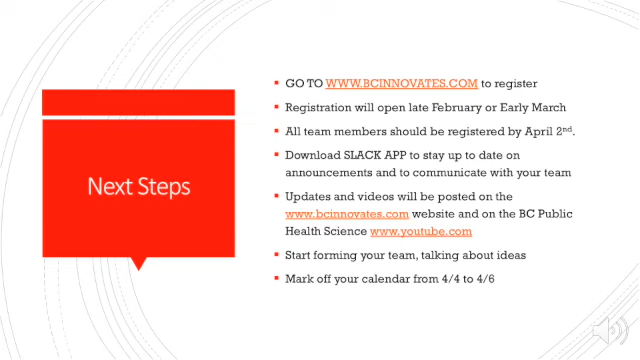 Next Steps
GO TO WWW.BCINNOVATES.COM to register
Registration will open late February or Early March
All team members should be registered by April 2nd.
Download SLACK APP to stay up to date on
announcements and to communicate with your team
Updates and videos will be posted on the
www.bcinnovates.com website and on the BC Public
Health Science www.youtube.com
Start forming your team, talking about ideas
Mark off your calendar from 4/4 to 4/6